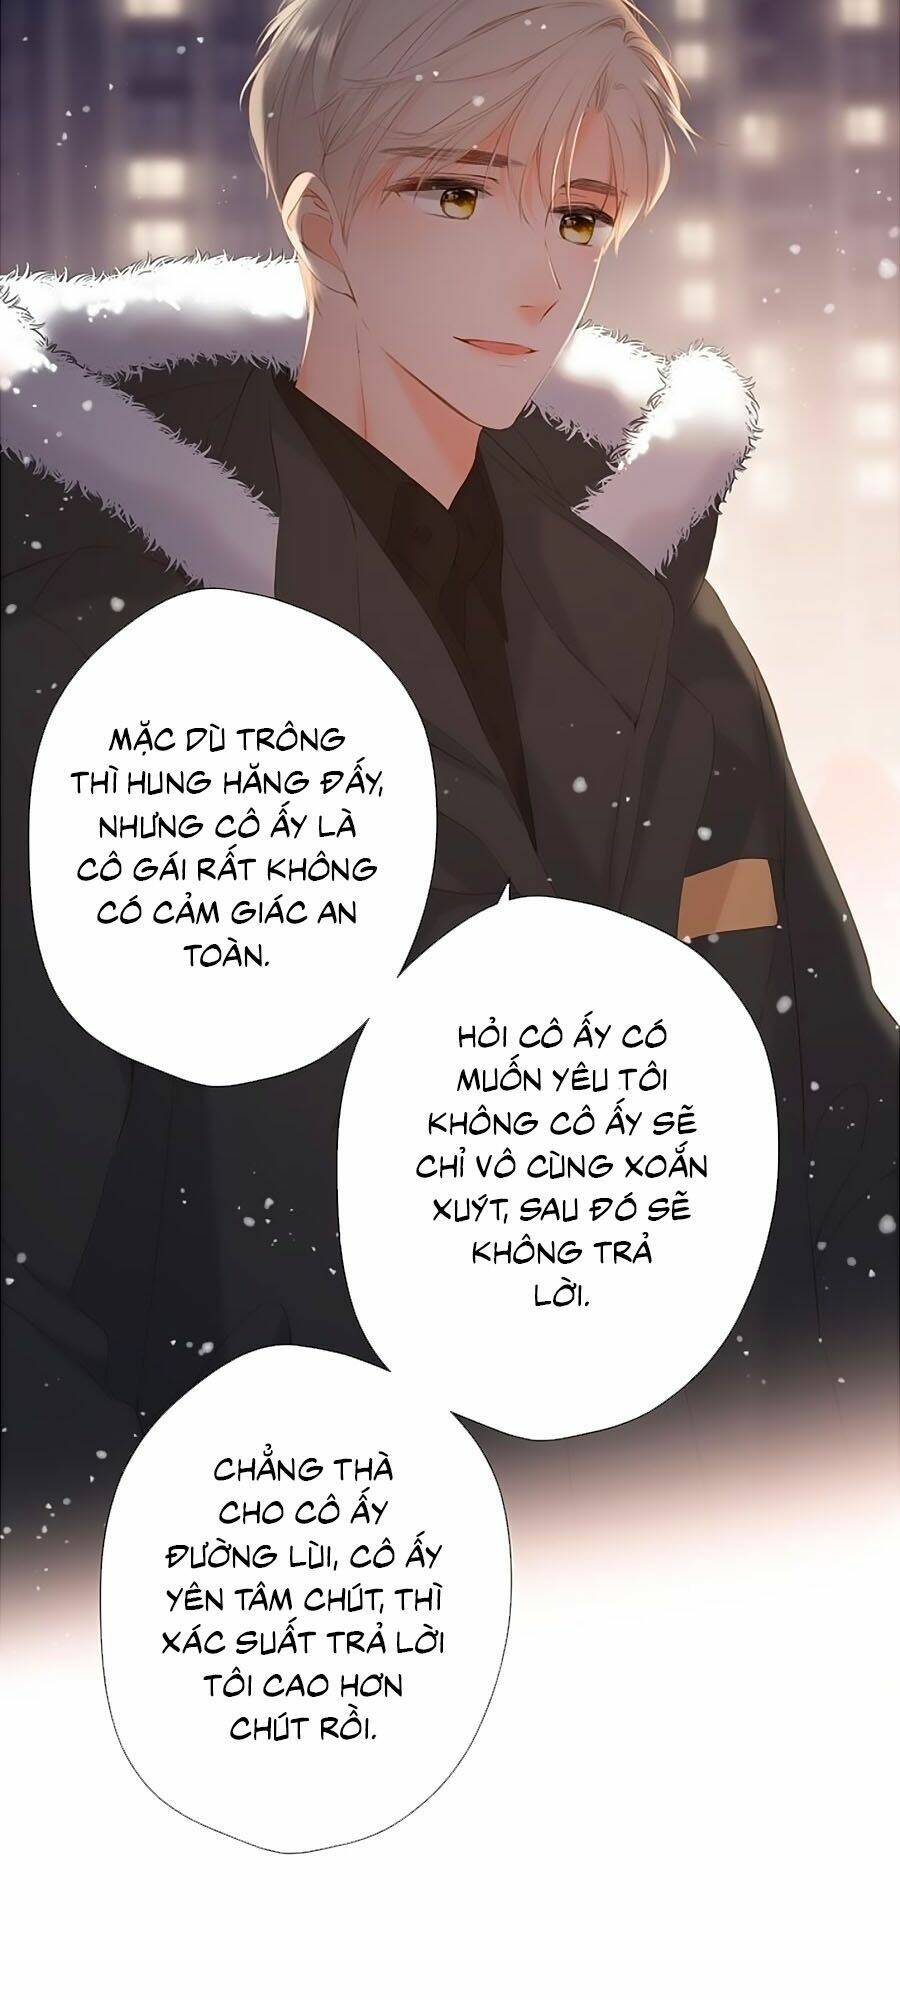 MẶC DÙ TRÔNG
THÌ HUNG HĂNG ĐẤY,
NHƯNG CÔ ẤY LÀ
CÔ GÁI RẤT KHÔNG
CÓ CẢM GIÁC AN
TOÀN.
HỎI CÔ ẤY CÓ
MUỐN YÊU TÔI
KHÔNG CÔ ẤY SẼ
CHỈ VÔ CÙNG XOẮN
XUÝT, SAU ĐÓ SẼ
KHÔNG TRẢ
LỜI.
CHẲNG THÀ
CHO CÔ ẤY
ĐƯỜNG LÙI, CÔ ẤY
YÊN TÂM CHÚT, THÌ
XÁC SUẤT TRẢ LỜI
TÔI CAO HƠN
CHÚT RỒI.